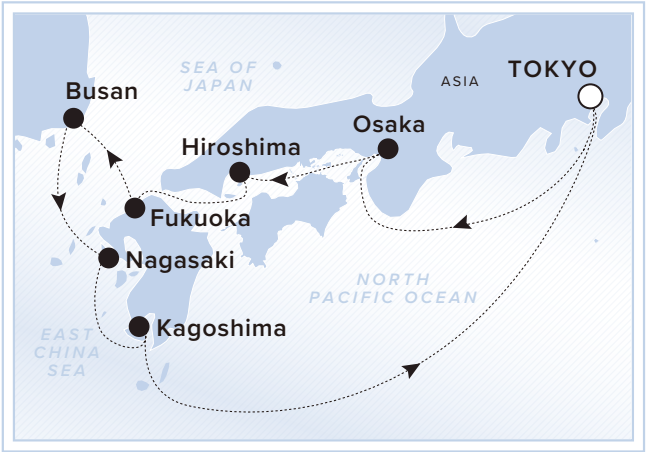 SEA OF
JAPAN
ASIA
TOKYO
Busan
Osaka
Hiroshima
Fukuoka
Nagasaki
NORTH
PACIFIC OCEAN
Kagoshima
EAST
CHINA
SEA